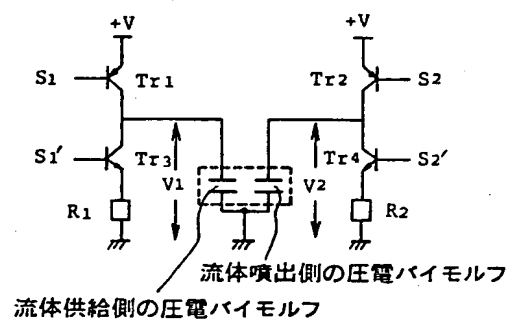 +V +V
S1 Tr1 Tr2 S2
S1′ Tr3 V1 V2 Tr4 S2′
R1 R2
流体噴出側の圧電バイモルフ
流体供給側の圧電バイモルフ